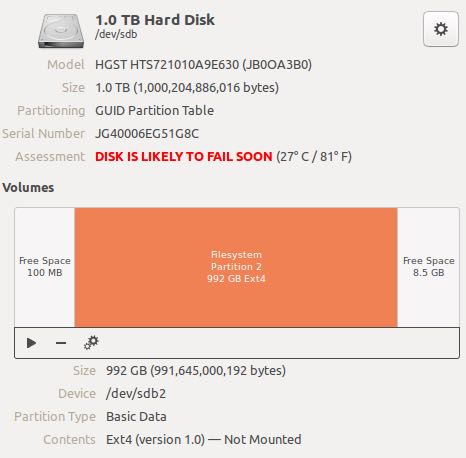 1.0 TB Hard Disk
/dev/sdb
Model HGST HTS721010A9E630 (JB0OA3B0)
Size 1.0 TB (1,000,204,886,016 bytes)
Partitioning GUID Partition Table
Serial Number JG40006EG51G8C
Assessment DISK IS LIKELY TO FAIL SOON (27° C / 81° F)
Volumes
Free Space
100 MB
Filesystem
Partition 2
992 GB Ext4
Free Space
8.5 GB
Size 992 GB (991,645,000,192 bytes)
Device /dev/sdb2
Partition Type Basic Data
Contents Ext4 (version 1.0) — Not Mounted